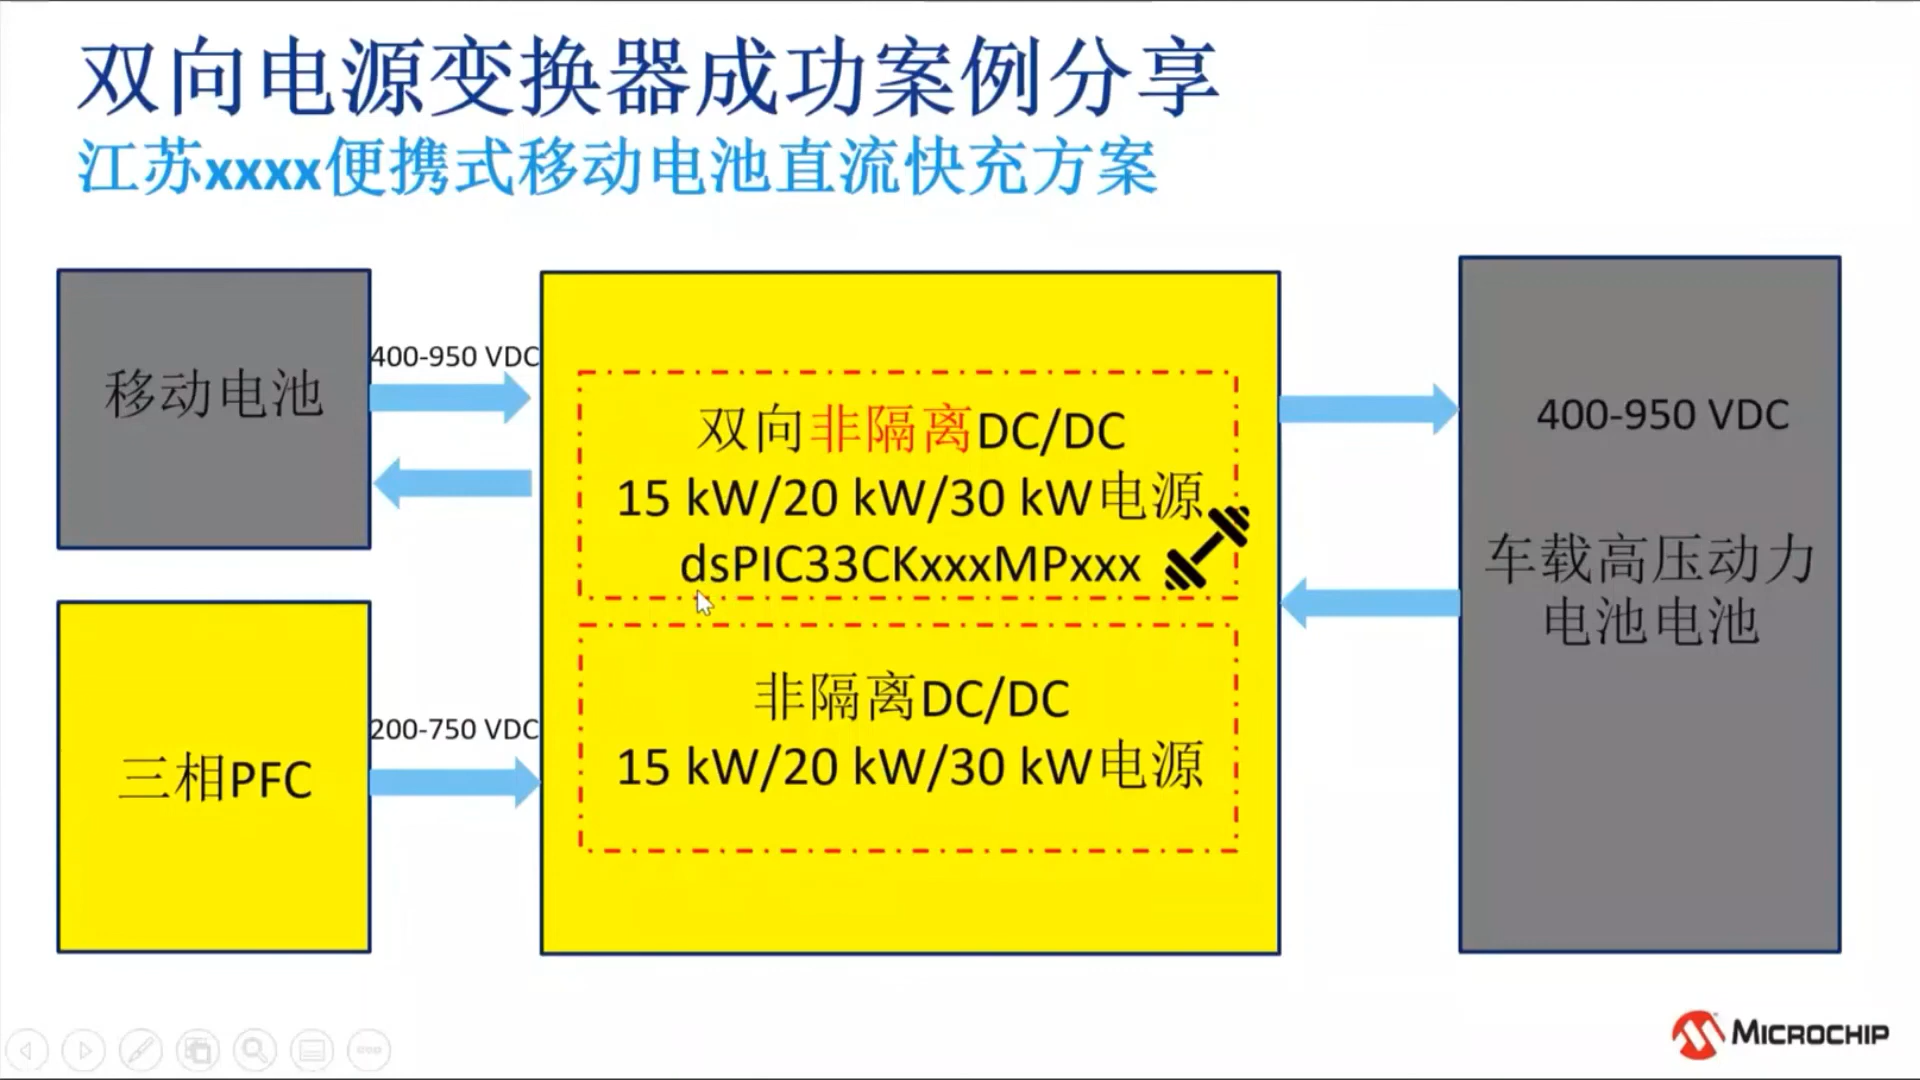 双向电源变换器成功案例分享
江苏xxxx便携式移动电池直流快充方案
移动电池
400-950 VDC
双向非隔离DC/DC
15 kW/20 kW/30 kW电源
dsPIC33CKxxxMPxxx
400-950 VDC
车载高压动力
电池电池
三相PFC
200-750 VDC
非隔离DC/DC
15 kW/20 kW/30 kW电源
MICROCHIP